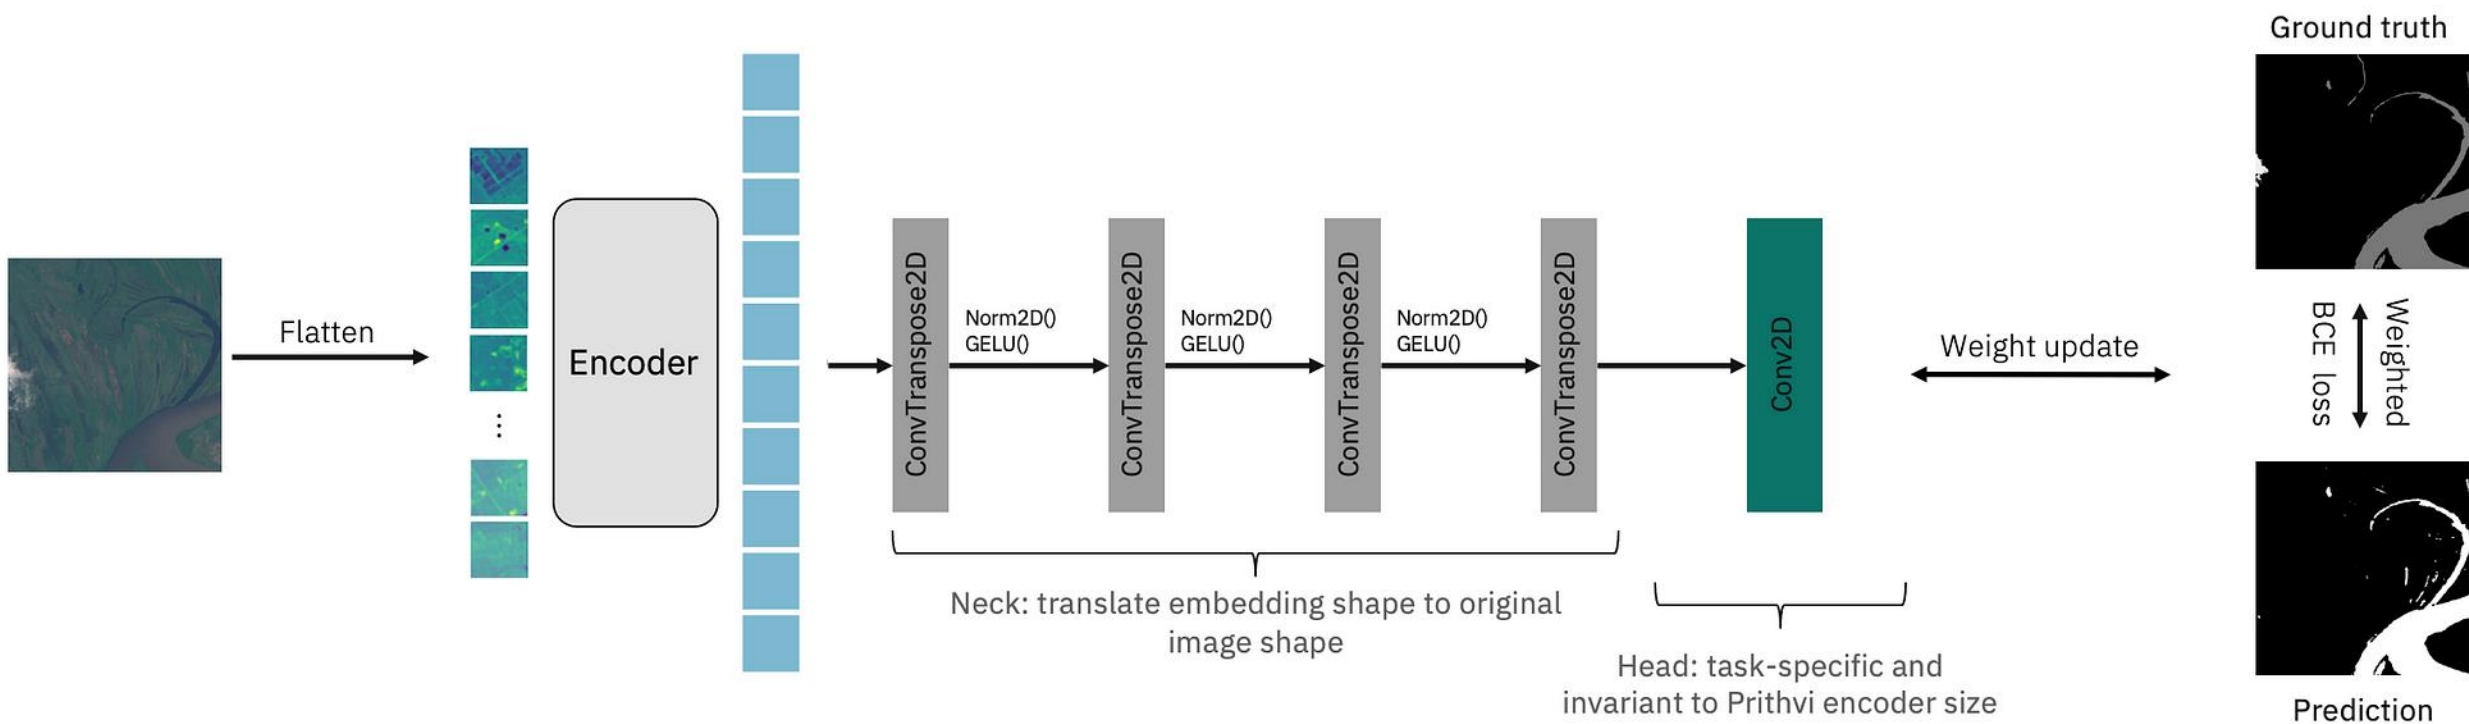 Flatten
Encoder
ConvTranspose2D
Norm2D()
GELU()
ConvTranspose2D
Norm2D()
GELU()
ConvTranspose2D
Norm2D()
GELU()
ConvTranspose2D
Conv2D
Neck: translate embedding shape to original
image shape
Head: task-specific and
invariant to Prithvi encoder size
Weight update
Ground truth
Weighted
BCE loss
Prediction